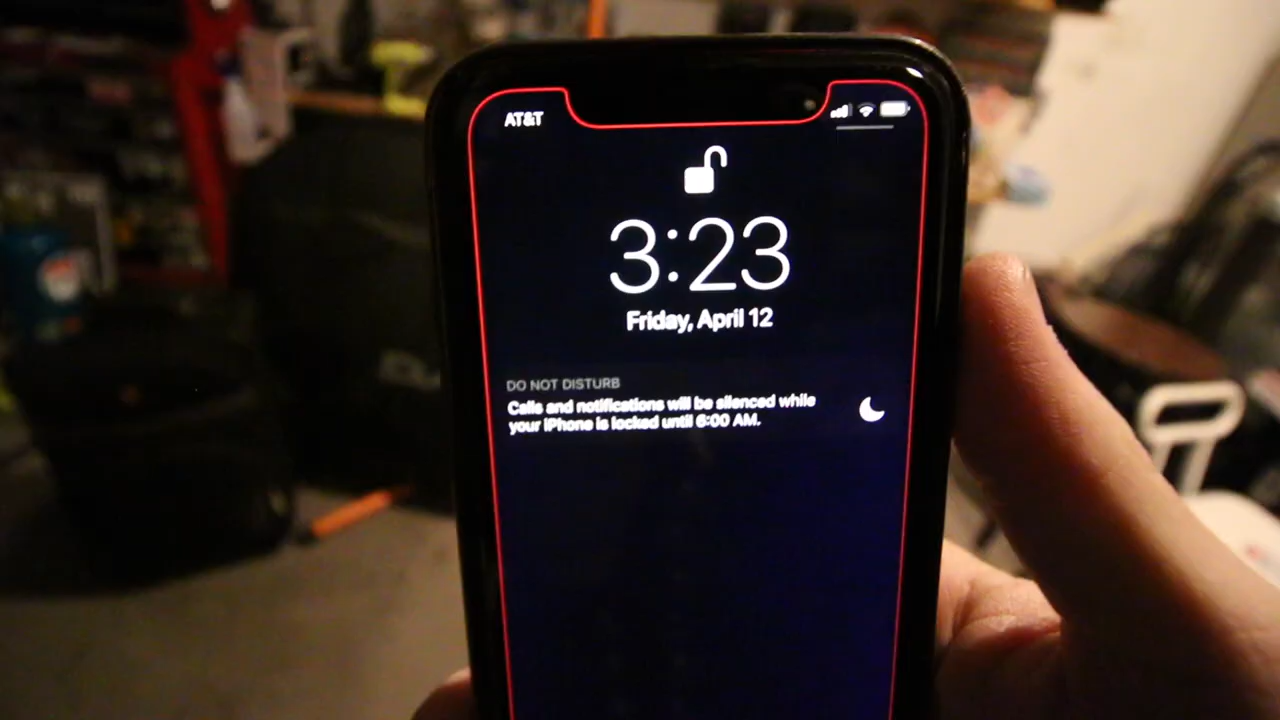 AT&T
3:23
Friday, April 12
DO NOT DISTURB
Calls and notifications will be silenced while
your iPhone is locked until 6:00 AM.